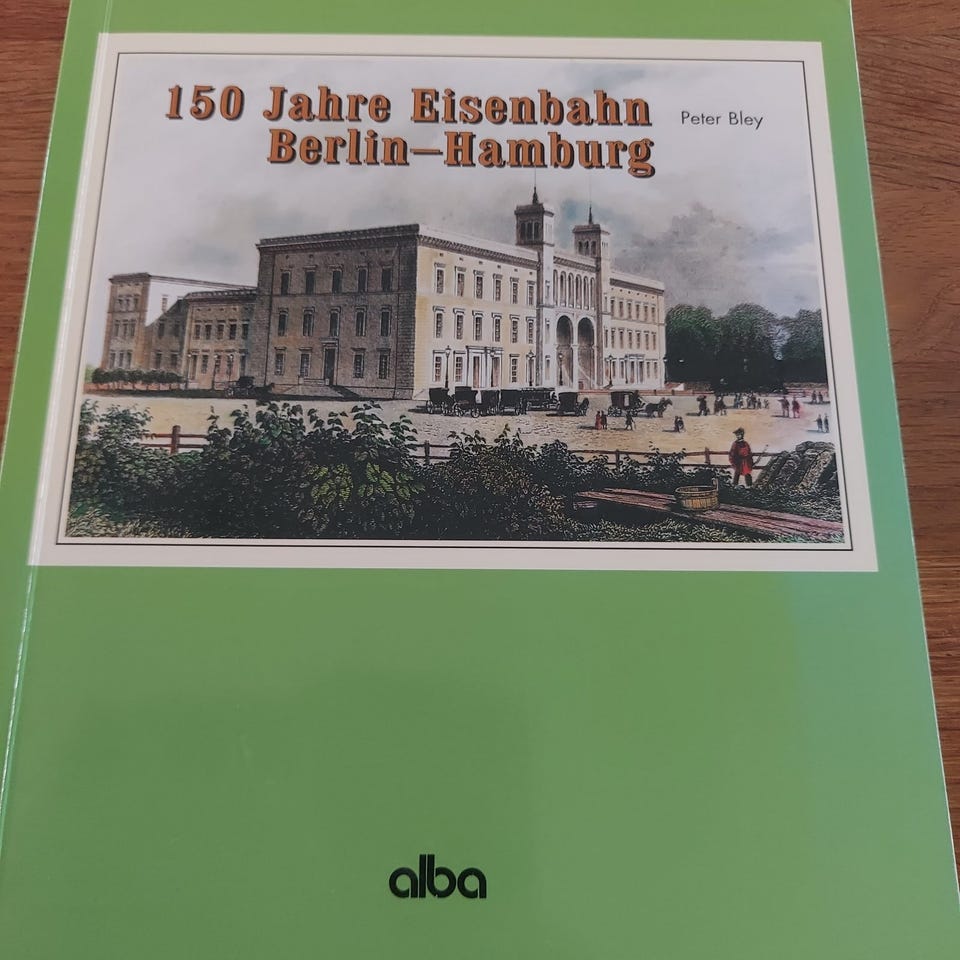 150 Jahre Eisenbahn
Berlin–Hamburg
Peter Bley
alba